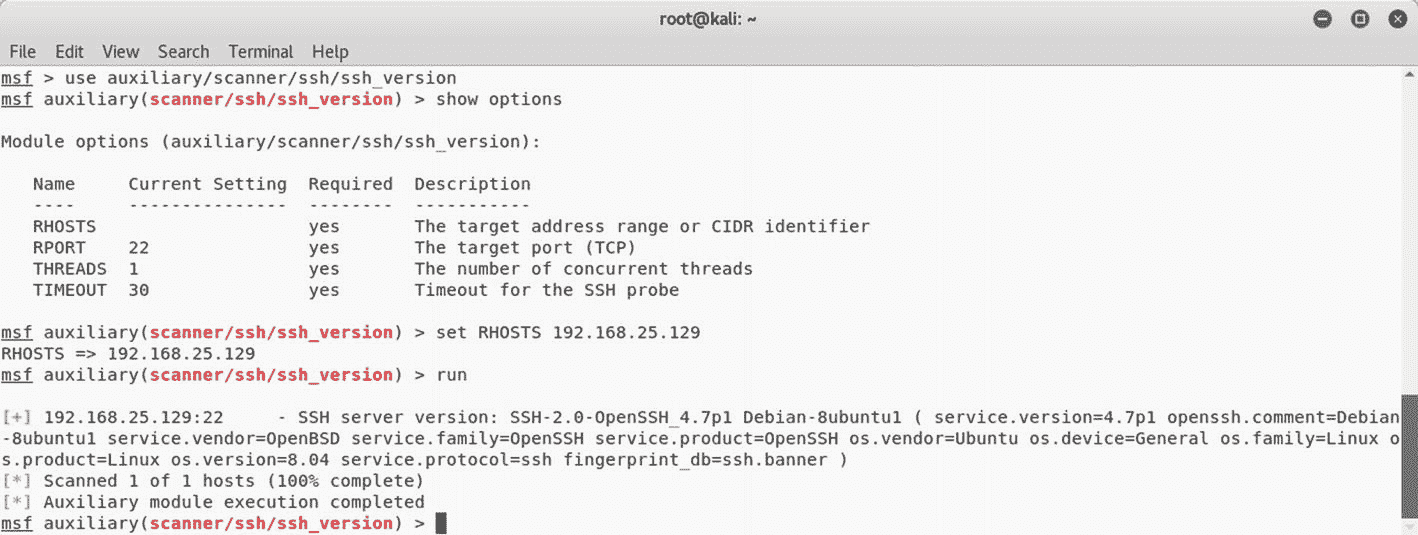 root@kali: ~
File Edit View Search Terminal Help
msf > use auxiliary/scanner/ssh/ssh_version
msf auxiliary(scanner/ssh/ssh_version) > show options
Module options (auxiliary/scanner/ssh/ssh_version):
Name Current Setting Required Description
---- --------------- -------- -----------
RHOSTS yes The target address range or CIDR identifier
RPORT 22 yes The target port (TCP)
THREADS 1 yes The number of concurrent threads
TIMEOUT 30 yes Timeout for the SSH probe
msf auxiliary(scanner/ssh/ssh_version) > set RHOSTS 192.168.25.129
RHOSTS => 192.168.25.129
msf auxiliary(scanner/ssh/ssh_version) > run
[+] 192.168.25.129:22 - SSH server version: SSH-2.0-OpenSSH_4.7p1 Debian-8ubuntu1 ( service.version=4.7p1 openssh.comment=Debian
-8ubuntu1 service.vendor=OpenBSD service.family=OpenSSH service.product=OpenSSH os.vendor=Ubuntu os.device=General os.family=Linux o
s.product=Linux os.version=8.04 service.protocol=ssh fingerprint_db=ssh.banner )
[*] Scanned 1 of 1 hosts (100% complete)
[*] Auxiliary module execution completed
msf auxiliary(scanner/ssh/ssh_version) >